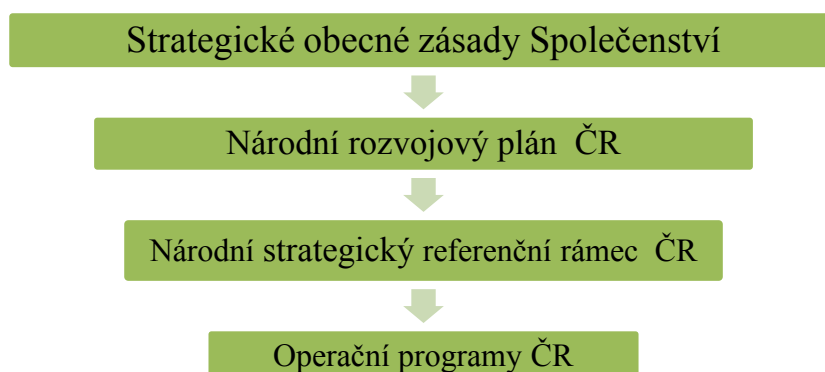 Strategické obecné zásady Společenství
Národní rozvojový plán ČR
Národní strategický referenční rámec ČR
Operační programy ČR